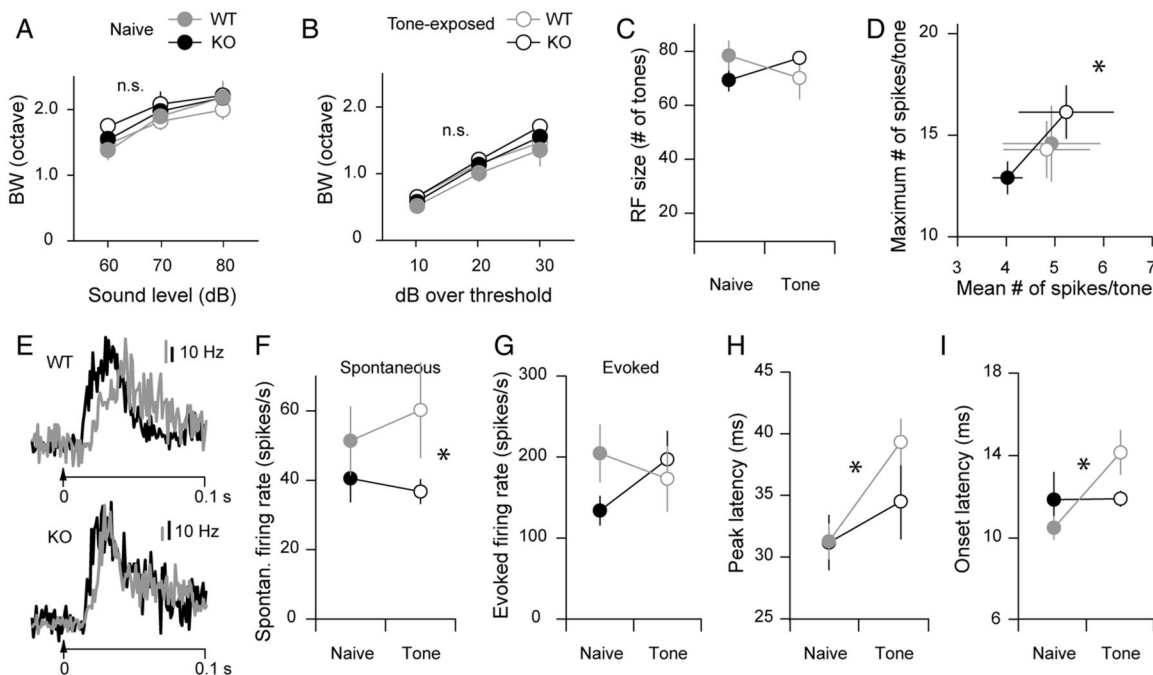 A
Naive
WT
KO
n.s.
BW (octave)
2.0
1.0
0
60 70 80
Sound level (dB)
B
Tone-exposed
WT
KO
n.s.
BW (octave)
2.0
1.0
0
10 20 30
dB over threshold
C
RF size (# of tones)
80
60
40
20
Naive Tone
D
*
Maximum # of spikes/tone
20
15
10
3 4 5 6 7
Mean # of spikes/tone
E
WT
10 Hz
0 0.1 s
KO
10 Hz
0 0.1 s
F
Spontaneous
Spontan. firing rate (spikes/s)
60
40
20
0
*
Naive Tone
G
Evoked
Evoked firing rate (spikes/s)
300
200
100
0
Naive Tone
H
Peak latency (ms)
45
40
35
30
25
*
Naive Tone
I
Onset latency (ms)
18
14
10
6
*
Naive Tone